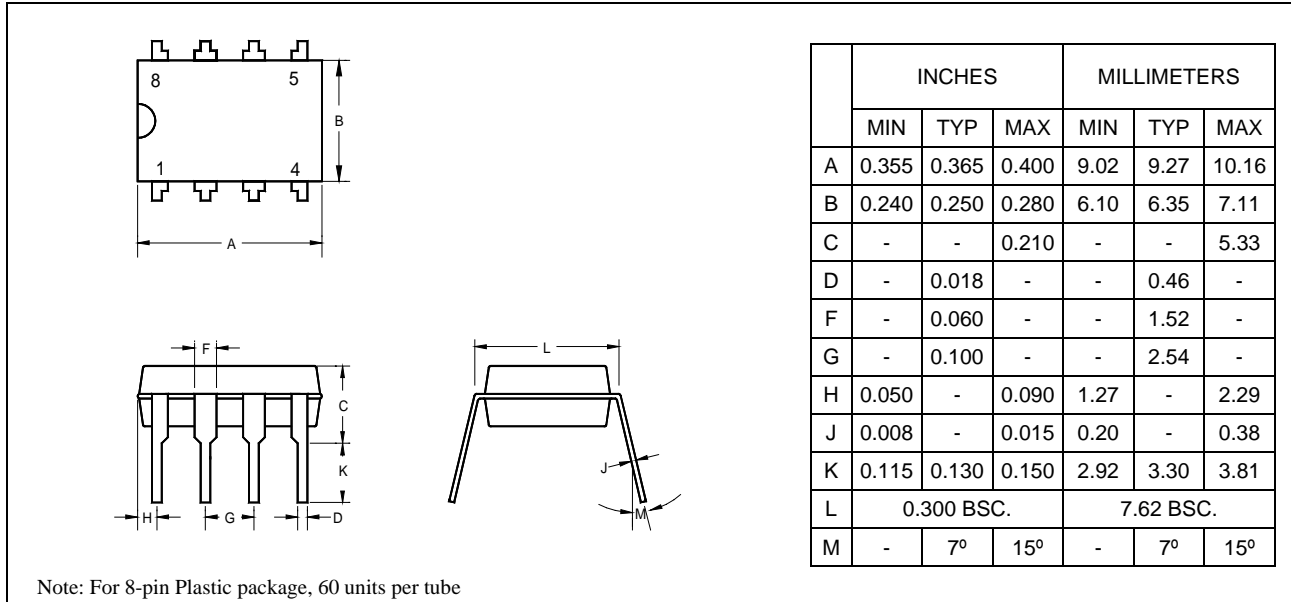 8 5
B
1 4
A
F
L
C
K
J
M
H G D
INCHES MILLIMETERS
MIN TYP MAX MIN TYP MAX
A 0.355 0.365 0.400 9.02 9.27 10.16
B 0.240 0.250 0.280 6.10 6.35 7.11
C - - 0.210 - - 5.33
D - 0.018 - - 0.46 -
F - 0.060 - - 1.52 -
G - 0.100 - - 2.54 -
H 0.050 - 0.090 1.27 - 2.29
J 0.008 - 0.015 0.20 - 0.38
K 0.115 0.130 0.150 2.92 3.30 3.81
L 0.300 BSC. 7.62 BSC.
M - 7º 15º - 7º 15º
Note: For 8-pin Plastic package, 60 units per tube